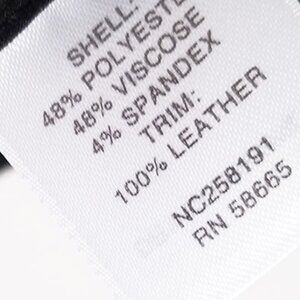 SHELL:
48% POLYESTE
48% VISCOSE
4% SPANDEX
TRIM:
100% LEATHER
NC258191
RN 58665